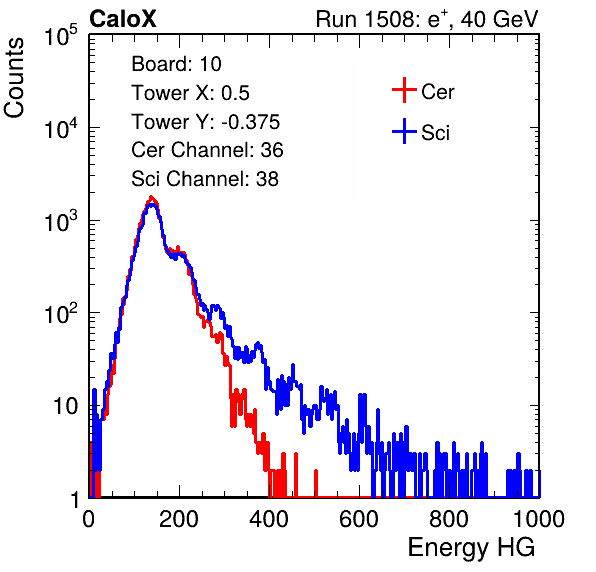 CaloX Run 1508: e⁺, 40 GeV
Counts
Board: 10
Tower X: 0.5
Tower Y: -0.375
Cer Channel: 36
Sci Channel: 38
Cer
Sci
10⁵
10⁴
10³
10²
10
1
0 200 400 600 800 1000
Energy HG